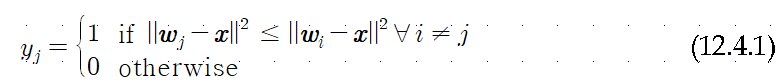 y_j = { 1 if ||w_j − x||² ≤ ||w_i − x||² ∀ i ≠ j
0 otherwise
(12.4.1)